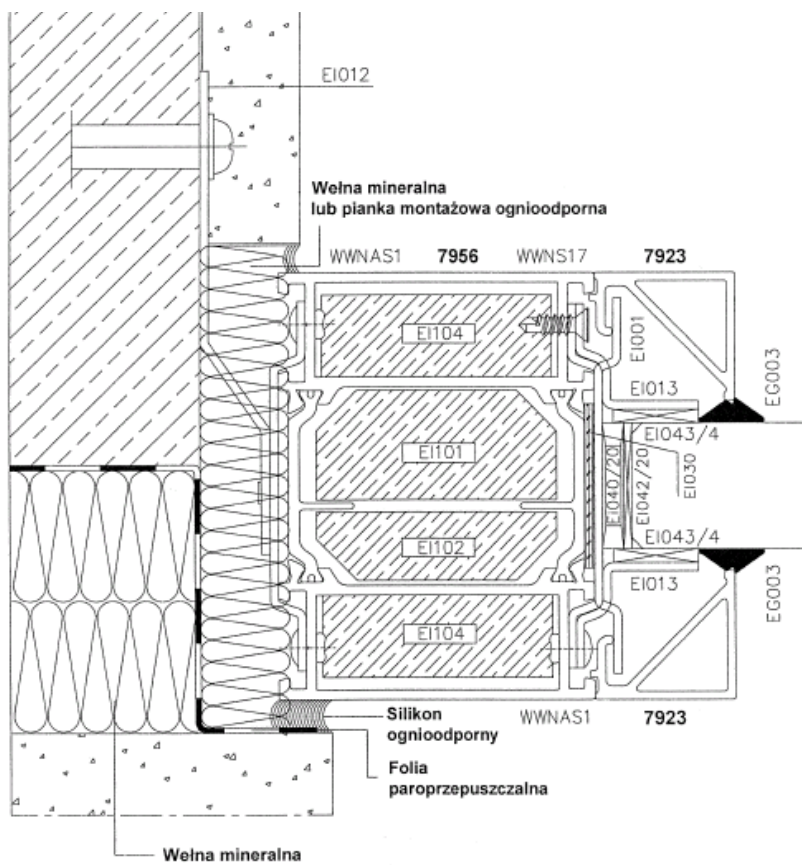 EI012
Wełna mineralna
lub pianka montażowa ognioodporna
WWNAS1 7956 WWNS17 7923
EI104
EI001
EI013
EG003
EI043/4
EI101
EI040/20
EI042/20
EI030
EI043/4
EI102
EI013
EG003
EI104
Silikon
ognioodporny
WWNAS1 7923
Folia
paroprzepuszczalna
Wełna mineralna